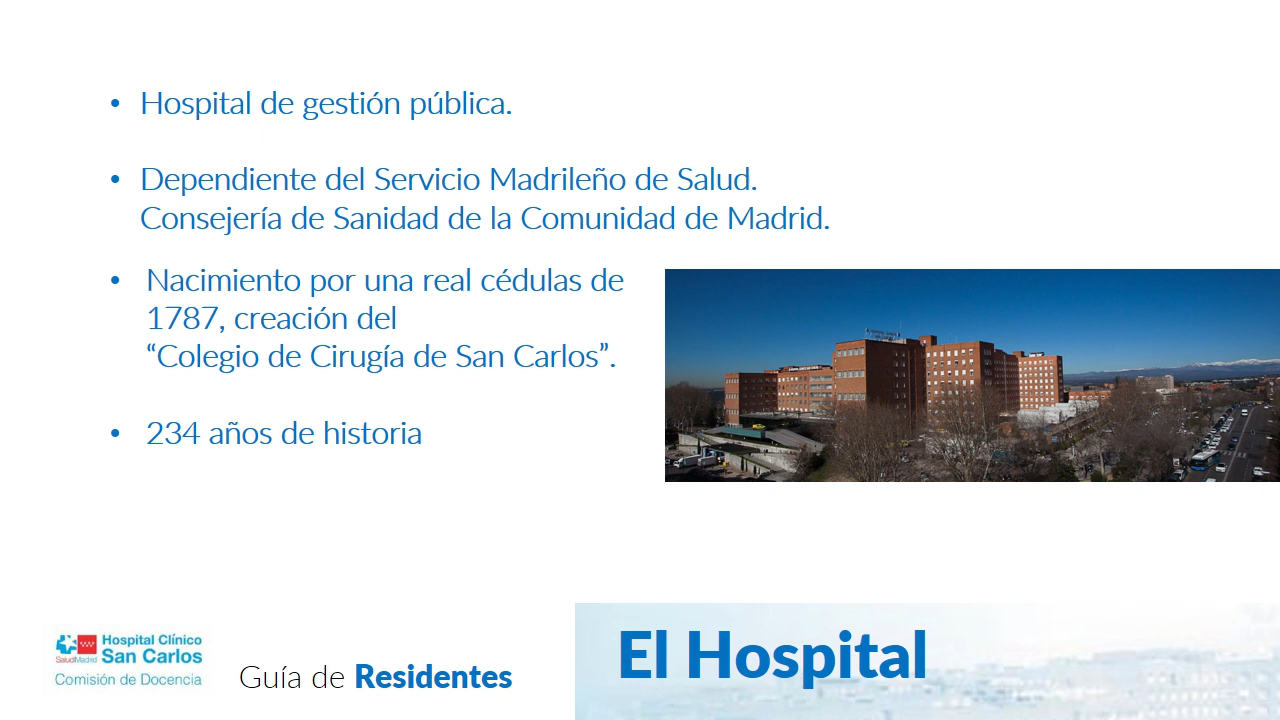 • Hospital de gestión pública.
• Dependiente del Servicio Madrileño de Salud.
Consejería de Sanidad de la Comunidad de Madrid.
• Nacimiento por una real cédulas de
1787, creación del
“Colegio de Cirugía de San Carlos”.
• 234 años de historia
Hospital Clínico
San Carlos
SaludMadrid
Comisión de Docencia
Guía de Residentes
El Hospital